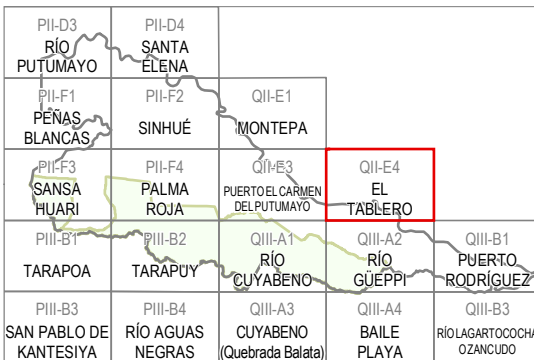 PII-D3
RÍO
PUTUMAYO
PII-D4
SANTA
ELENA
PII-F1
PEÑAS
BLANCAS
PII-F2
SINHUÉ
QII-E1
MONTEPA
PII-F3
SANSA
HUARI
PII-F4
PALMA
ROJA
QII-E3
PUERTO EL CARMEN
DEL PUTUMAYO
QII-E4
EL
TABLERO
PIII-B1
TARAPOA
PIII-B2
TARAPUY
QIII-A1
RÍO
CUYABENO
QIII-A2
RÍO
GÜEPPI
QIII-B1
PUERTO
RODRÍGUEZ
PIII-B3
SAN PABLO DE
KANTESIYA
PIII-B4
RÍO AGUAS
NEGRAS
QIII-A3
CUYABENO
(Quebrada Balata)
QIII-A4
BAILE
PLAYA
QIII-B3
RÍO LAGARTOCOCHA
O ZANCUDO